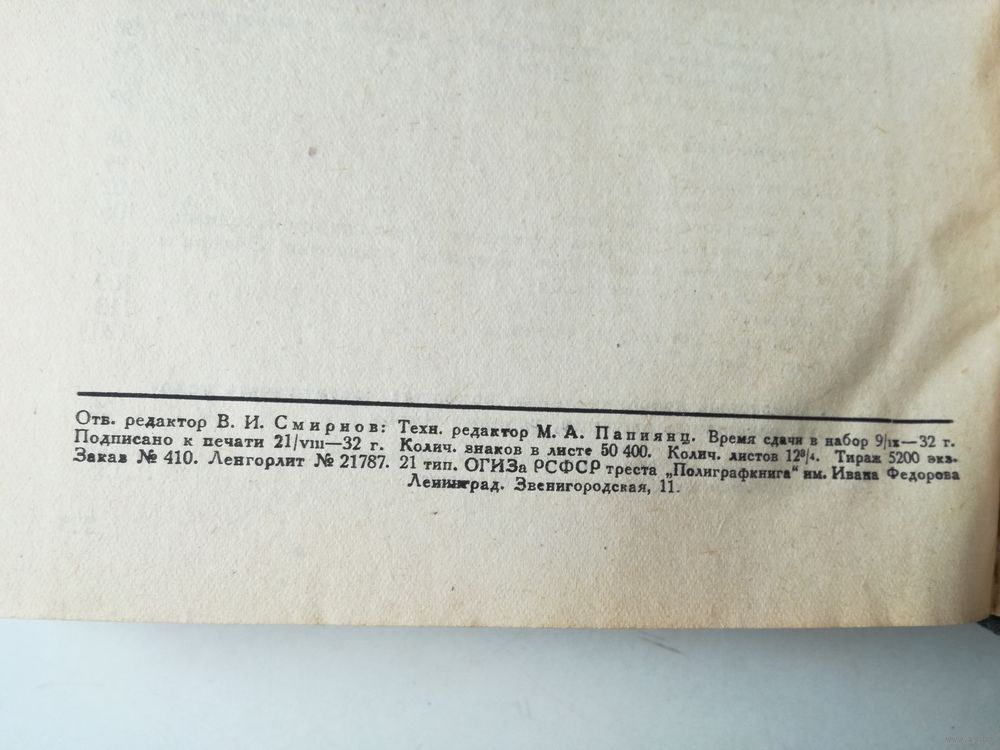 Отв. редактор В. И. Смирнов: Техн. редактор М. А. Папиянц. Время сдачи в набор 9/ıx—32 г.
Подписано к печати 21/vııı—32 г. Колич. знаков в листе 50 400. Колич. листов 12³/₄. Тираж 5200 экз.
Заказ № 410. Ленгорлит № 21787. 21 тип. ОГИЗа РСФСР треста „Полиграфкнига“ им. Ивана Федорова
Ленинград. Звенигородская, 11.